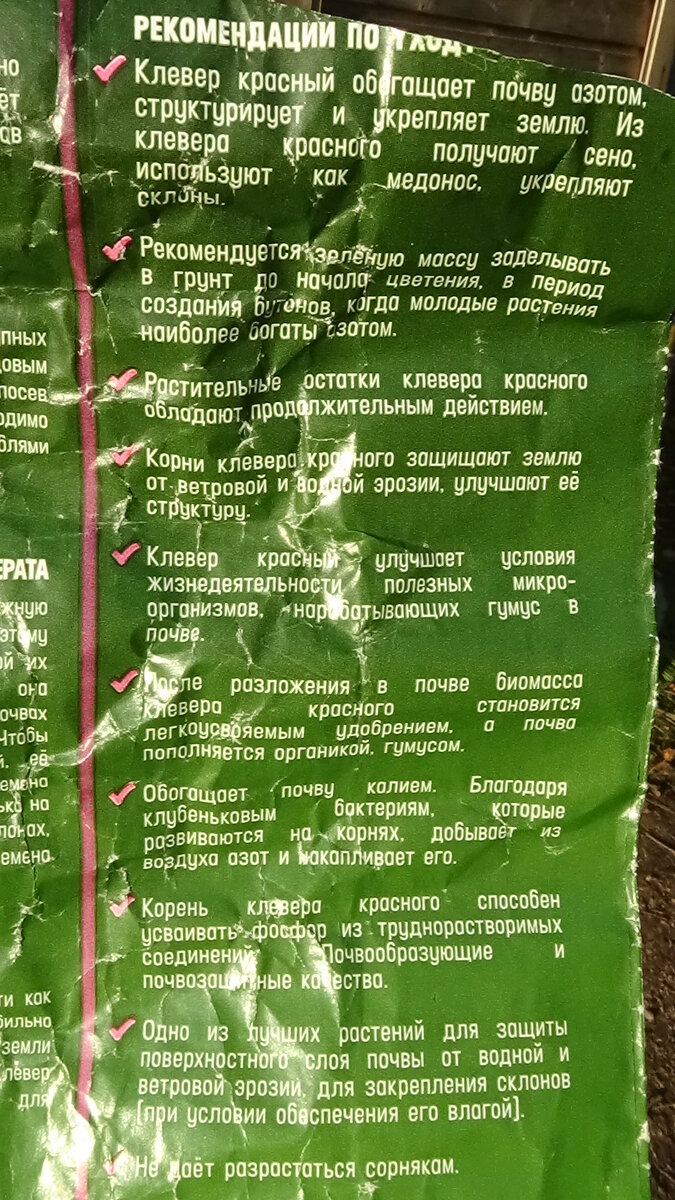 РЕКОМЕНДАЦИИ ПО УХОДУ
Клевер красный обогащает почву азотом,
структурирует и укрепляет землю. Из
клевера красного получают сено,
используют как медонос, укрепляют
склоны.
Рекомендуется зелёную массу заделывать
в грунт до начала цветения, в период
создания бутонов, когда молодые растения
наиболее богаты азотом.
Растительные остатки клевера красного
обладают продолжительным действием.
Корни клевера красного защищают землю
от ветровой и водной эрозии, улучшают её
структуру.
Клевер красный улучшает условия
жизнедеятельности полезных микро-
организмов, нарабатывающих гумус в
почве.
После разложения в почве биомасса
клевера красного становится
легкоусвояемым удобрением, а почва
пополняется органикой, гумусом.
Обогащает почву калием. Благодаря
клубеньковым бактериям, которые
развиваются на корнях, добывает из
воздуха азот и накапливает его.
Корень клевера красного способен
усваивать фосфор из труднорастворимых
соединений. Почвообразующие и
почвозащитные качества.
Одно из лучших растений для защиты
поверхностного слоя почвы от водной и
ветровой эрозии, для закрепления склонов
(при условии обеспечения его влагой).
Не даёт разрастаться сорнякам.